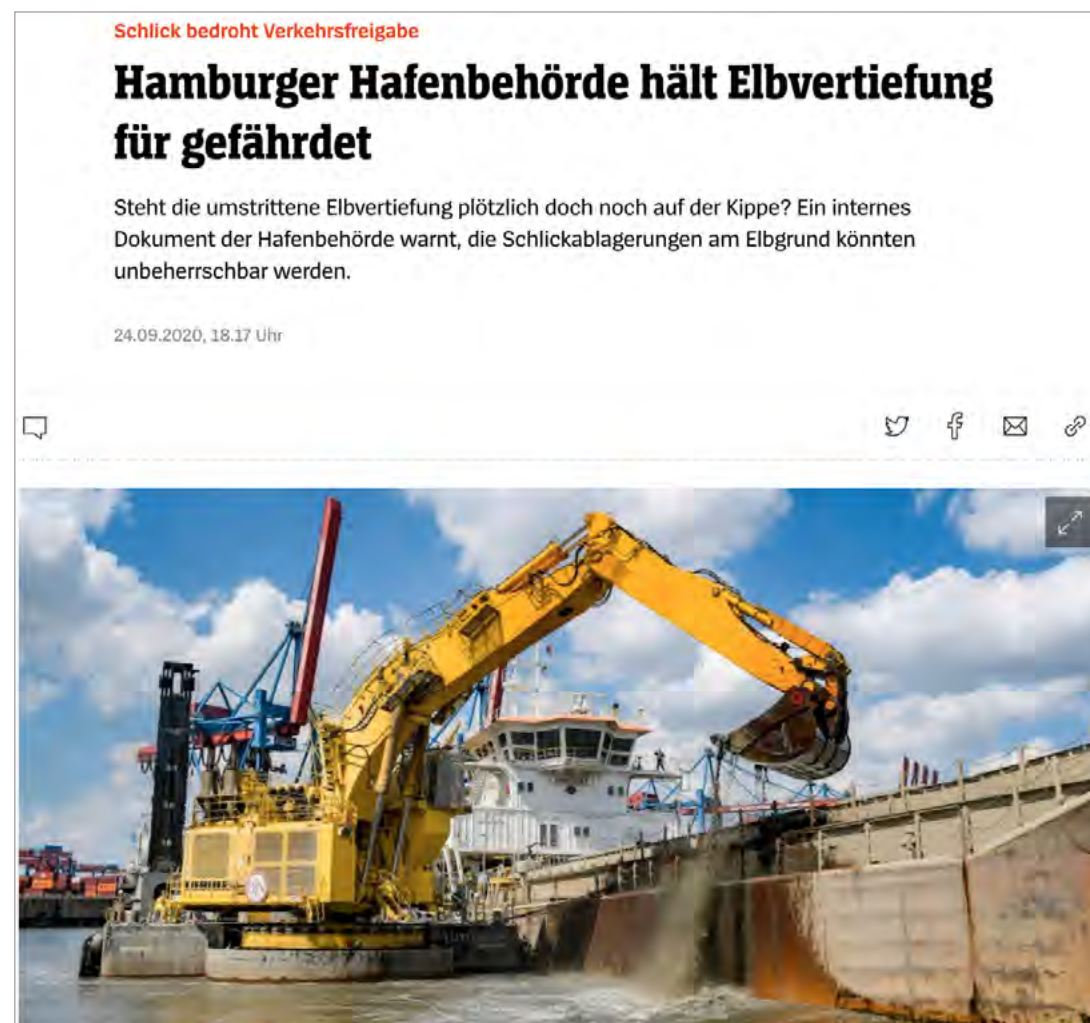 Schlick bedroht Verkehrsfreigabe
Hamburger Hafenbehörde hält Elbvertiefung
für gefährdet
Steht die umstrittene Elbvertiefung plötzlich doch noch auf der Kippe? Ein internes
Dokument der Hafenbehörde warnt, die Schlickablagerungen am Elbgrund könnten
unbeherrschbar werden.
24.09.2020, 18.17 Uhr